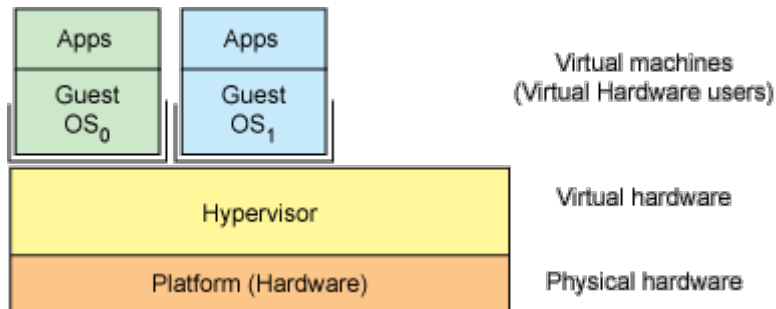 Apps
Guest
OS0
Apps
Guest
OS1
Virtual machines
(Virtual Hardware users)
Hypervisor
Virtual hardware
Platform (Hardware)
Physical hardware